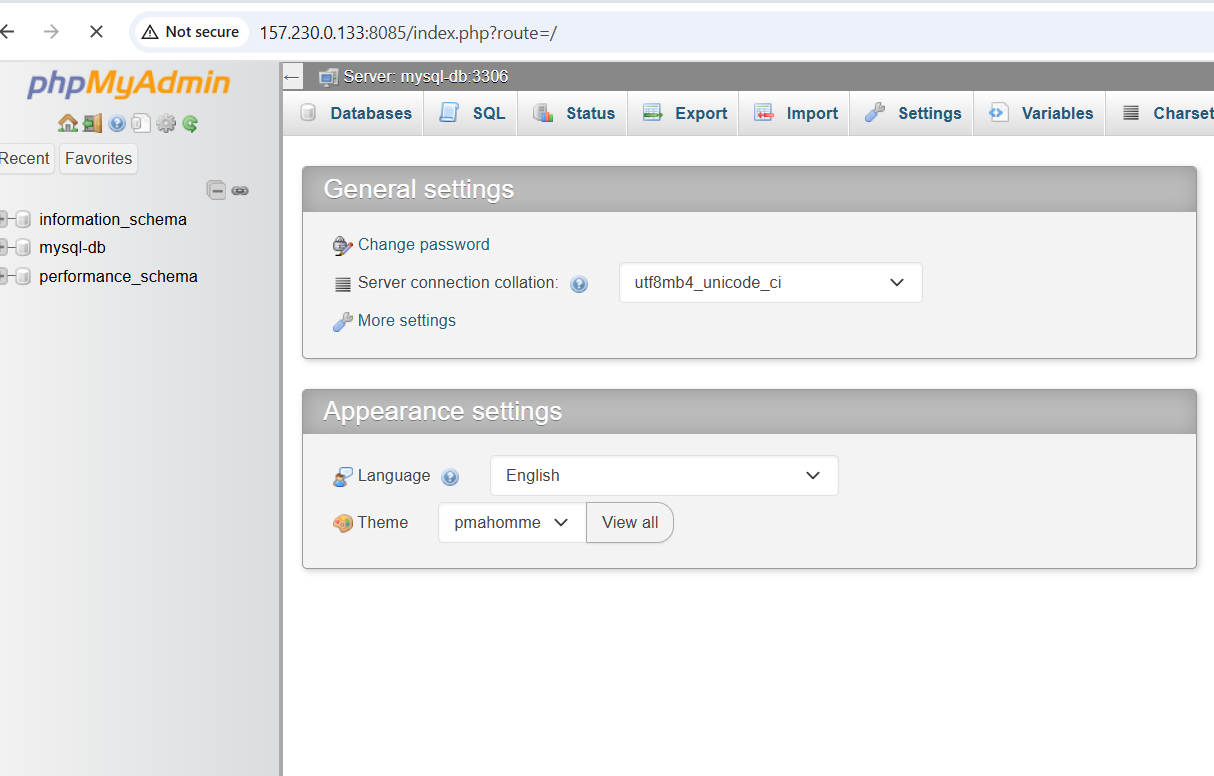 Not secure 157.230.0.133:8085/index.php?route=/
phpMyAdmin
Recent Favorites
information_schema
mysql-db
performance_schema
Server: mysql-db:3306
Databases SQL Status Export Import Settings Variables Charset
General settings
Change password
Server connection collation: utf8mb4_unicode_ci
More settings
Appearance settings
Language English
Theme pmahomme View all